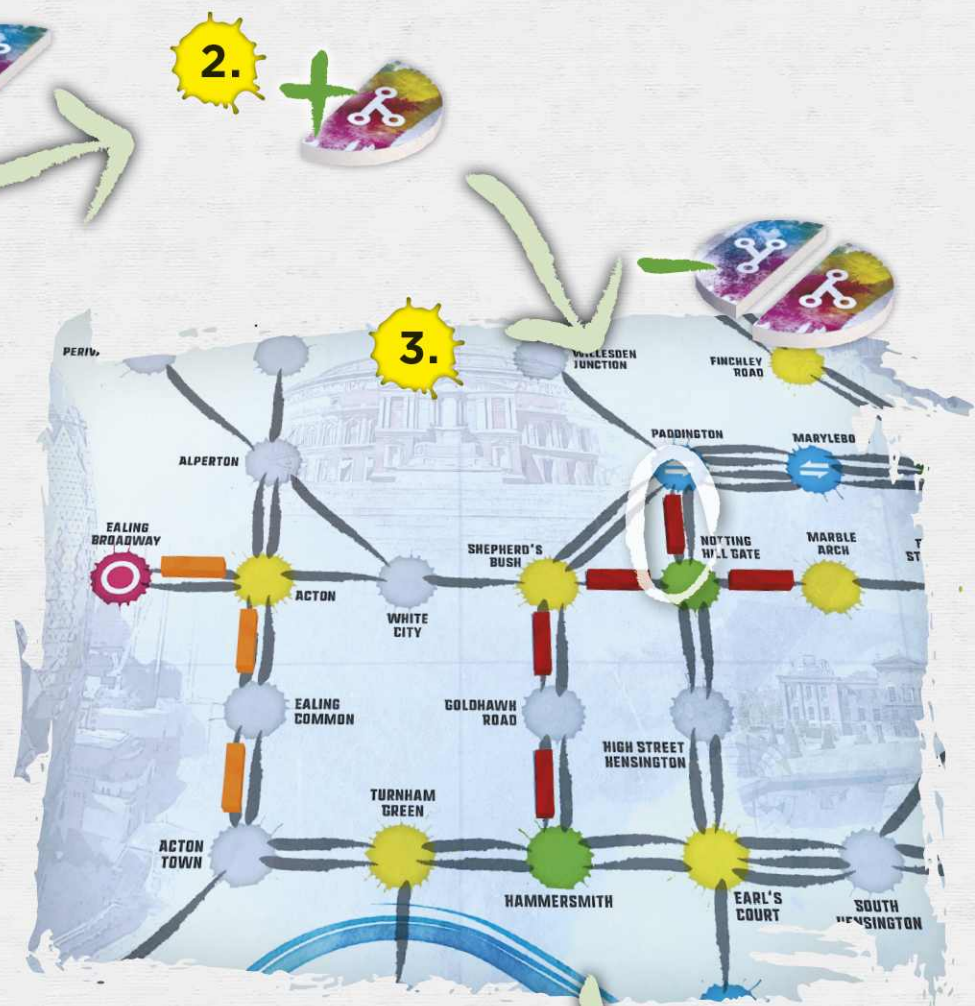 2.
3.
WILLESDEN
JUNCTION
FINCHLEY
ROAD
PADDINGTON
MARYLEBO
ALPERTON
EALING
BROADWAY
SHEPHERD'S
BUSH
NOTTING
HILL GATE
MARBLE
ARCH
ACTON
WHITE
CITY
EALING
COMMON
GOLDHAWK
ROAD
HIGH STREET
KENSINGTON
TURNHAM
GREEN
ACTON
TOWN
HAMMERSMITH
EARL'S
COURT
SOUTH
KENSINGTON